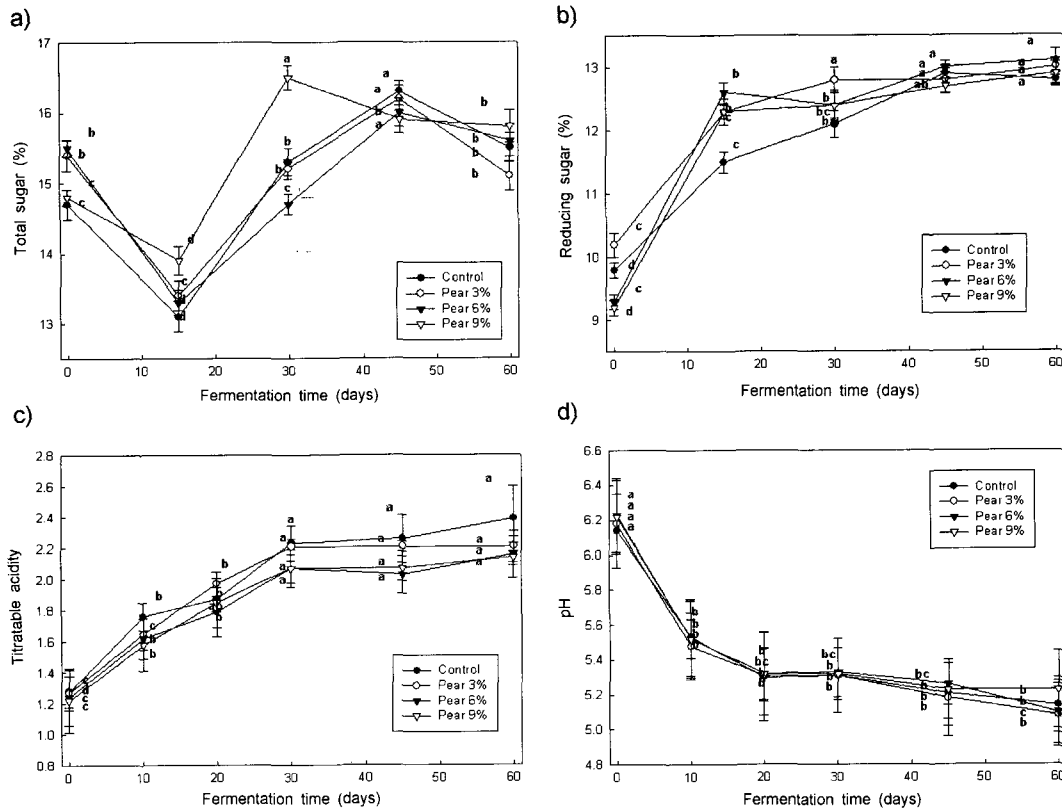 a)
17
16
15
14
13
Total sugar (%)
a
a
b
b
b
b
b
a
b
b
c
c
c
b
b
d
c
d
d
Control
Pear 3%
Pear 6%
Pear 9%
0 10 20 30 40 50 60
Fermentation time (days)
b)
13
12
11
10
9
Reducing sugar (%)
a
a
a
a
a
a
a
a
b
b
b
ab
bc
b
c
b
c
c
d
c
d
Control
Pear 3%
Pear 6%
Pear 9%
0 10 20 30 40 50 60
Fermentation time (days)
c)
2.8
2.6
2.4
2.2
2.0
1.8
1.6
1.4
1.2
1.0
0.8
Titratable acidity
a
a
a
a
a
a
a
a
a
a
a
a
b
b
b
b
c
b
b
c
c
Control
Pear 3%
Pear 6%
Pear 9%
0 10 20 30 40 50 60
Fermentation time (days)
d)
6.6
6.4
6.2
6.0
5.8
5.6
5.4
5.2
5.0
4.8
pH
a
a
a
a
b
b
b
b
b
bc
b
bc
b
b
bc
b
b
b
b
b
c
b
Control
Pear 3%
Pear 6%
Pear 9%
0 10 20 30 40 50 60
Fermentation time (days)